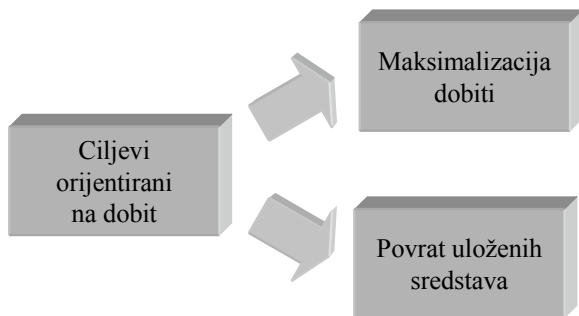 Ciljevi
orijentirani
na dobit
Maksimalizacija
dobiti
Povrat uloženih
sredstava